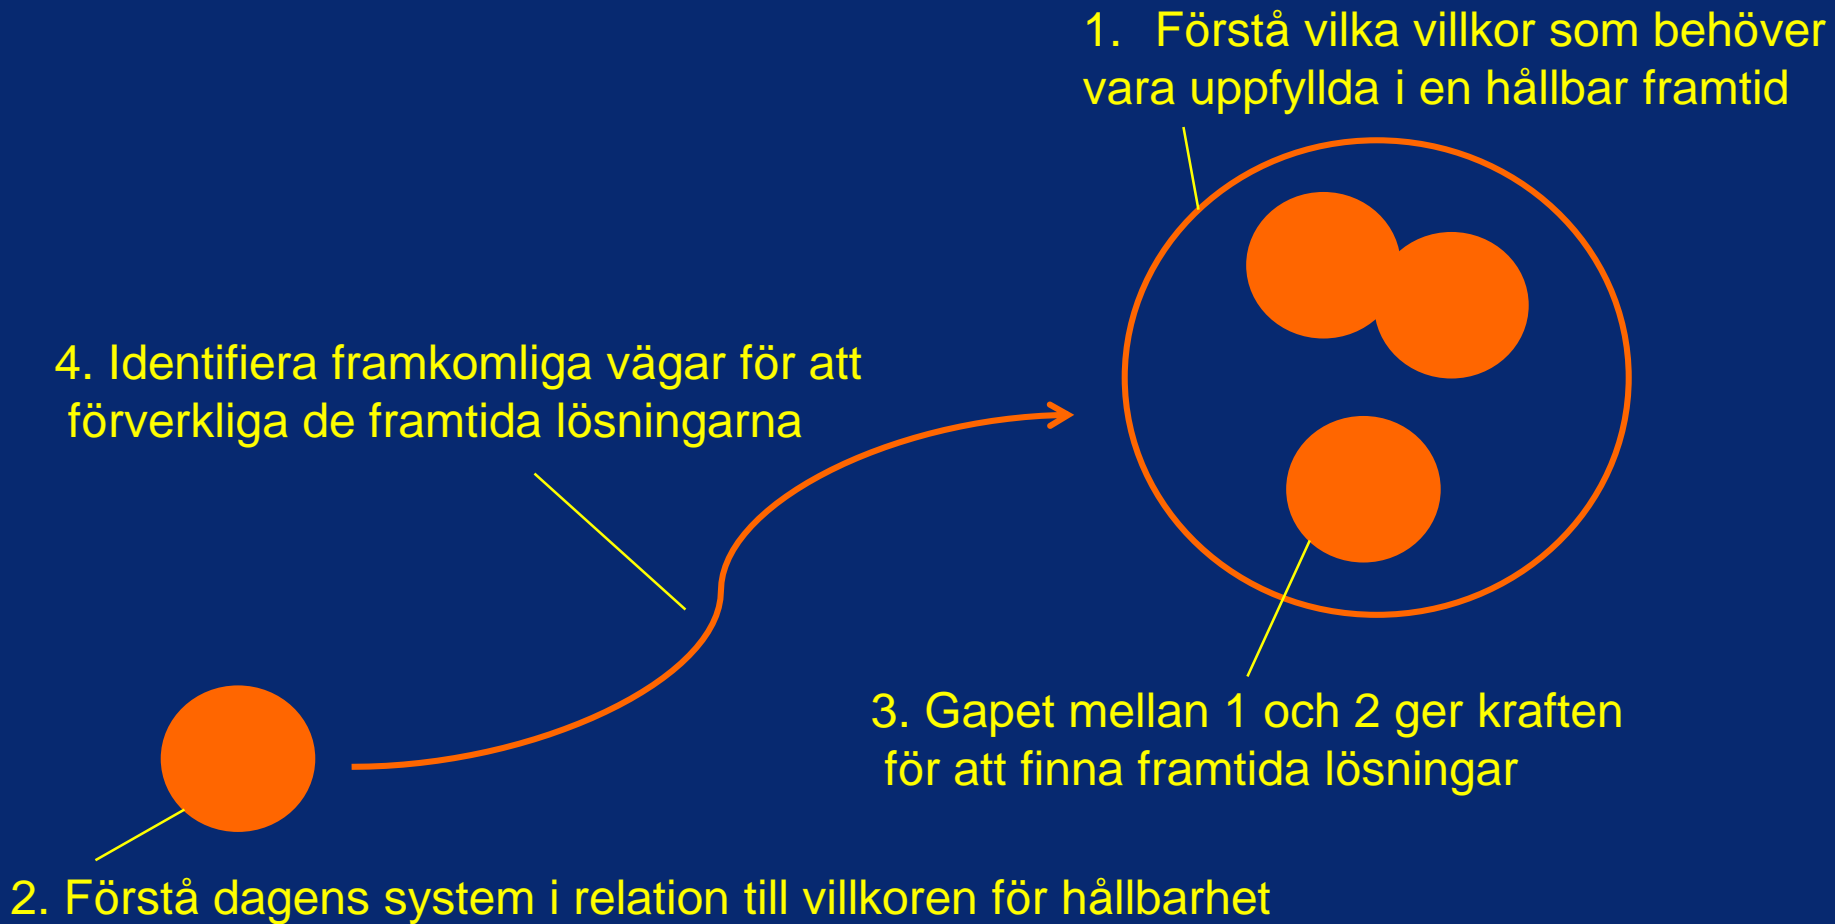 1. Förstå vilka villkor som behöver
vara uppfyllda i en hållbar framtid
4. Identifiera framkomliga vägar för att
förverkliga de framtida lösningarna
3. Gapet mellan 1 och 2 ger kraften
för att finna framtida lösningar
2. Förstå dagens system i relation till villkoren för hållbarhet